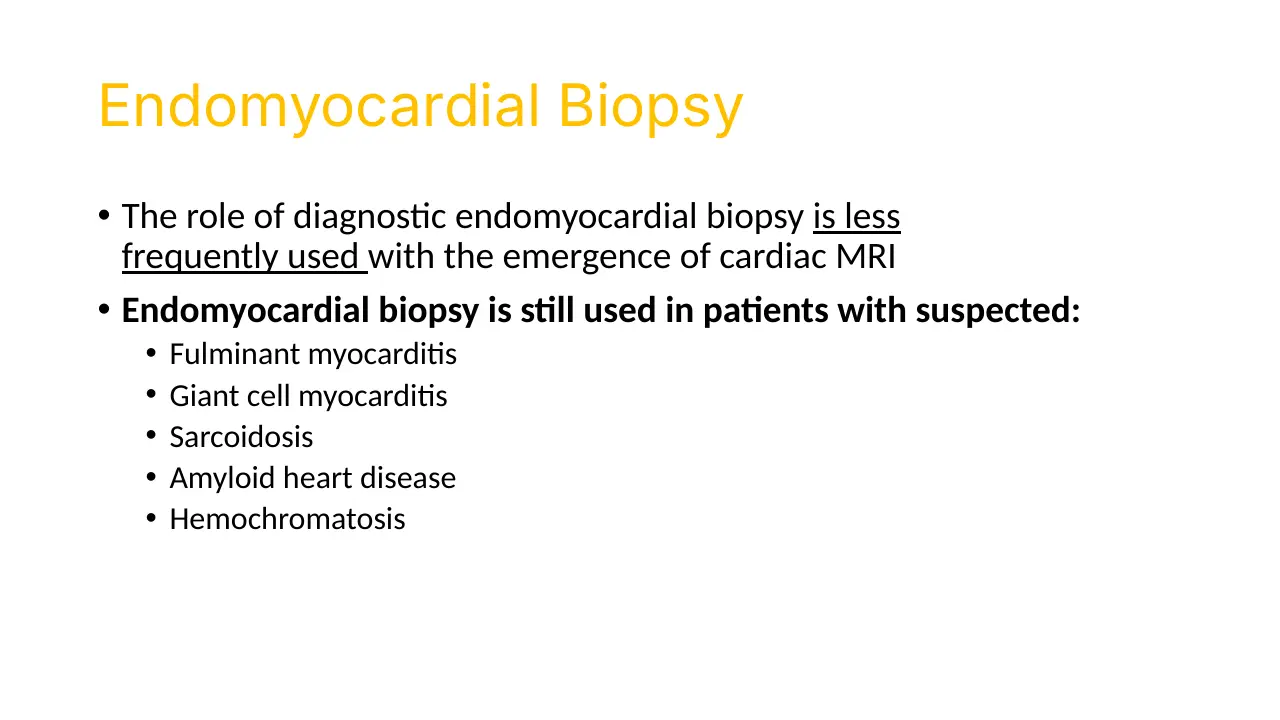 Endomyocardial Biopsy
• The role of diagnostic endomyocardial biopsy is less
frequently used with the emergence of cardiac MRI
• Endomyocardial biopsy is still used in patients with suspected:
• Fulminant myocarditis
• Giant cell myocarditis
• Sarcoidosis
• Amyloid heart disease
• Hemochromatosis